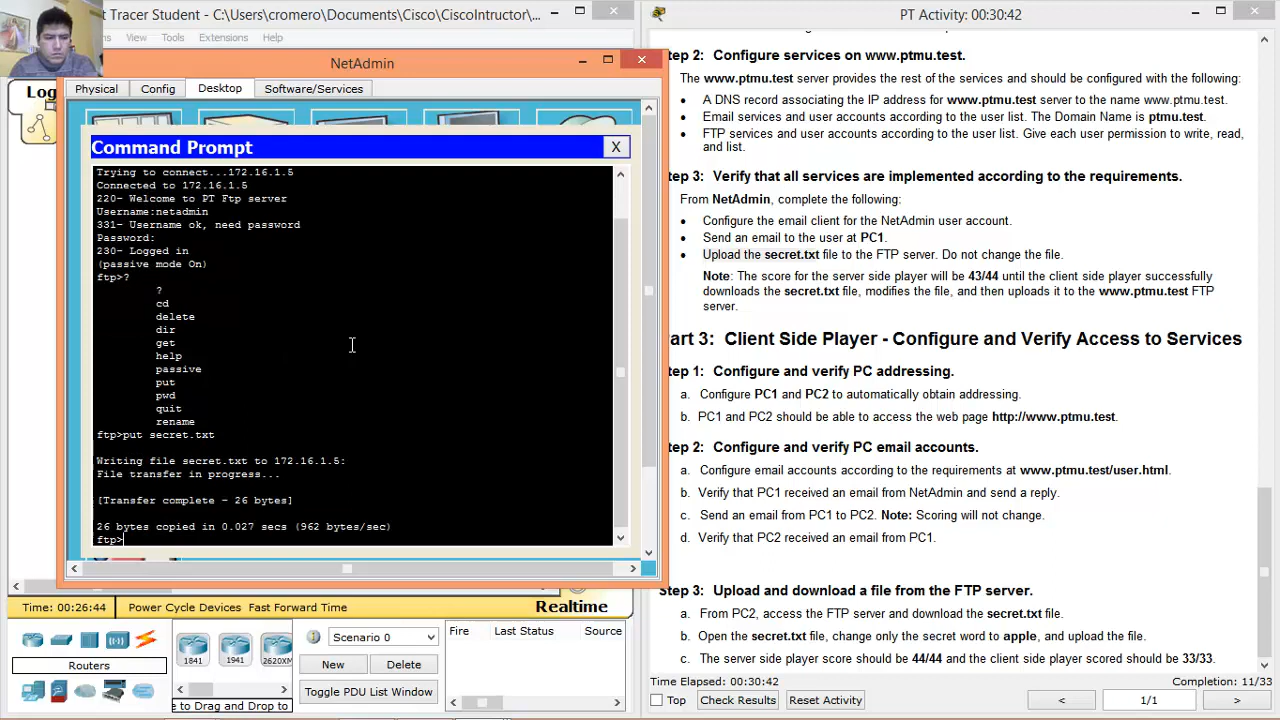 Tracer Student - C:\Users\cromero\Documents\Cisco\CiscoIntructor\...
View Tools Extensions Help
NetAdmin
Physical Config Desktop Software/Services
Command Prompt X
Trying to connect...172.16.1.5
Connected to 172.16.1.5
220- Welcome to PT Ftp server
Username:netadmin
331- Username ok, need password
Password:
230- Logged in
(passive mode On)
ftp>?
?
cd
delete
dir
get
help
passive
put
pwd
quit
rename
ftp>put secret.txt
Writing file secret.txt to 172.16.1.5:
File transfer in progress...
[Transfer complete - 26 bytes]
26 bytes copied in 0.027 secs (962 bytes/sec)
ftp>
Time: 00:26:44 Power Cycle Devices Fast Forward Time Realtime
Routers
1841 1941 2620XM
Scenario 0
New Delete
Toggle PDU List Window
Fire Last Status Source
e to Drag and Drop to
PT Activity: 00:30:42
tep 2: Configure services on www.ptmu.test.
The www.ptmu.test server provides the rest of the services and should be configured with the following:
• A DNS record associating the IP address for www.ptmu.test server to the name www.ptmu.test.
• Email services and user accounts according to the user list. The Domain Name is ptmu.test.
• FTP services and user accounts according to the user list. Give each user permission to write, read,
and list.
tep 3: Verify that all services are implemented according to the requirements.
From NetAdmin, complete the following:
• Configure the email client for the NetAdmin user account.
• Send an email to the user at PC1.
• Upload the secret.txt file to the FTP server. Do not change the file.
Note: The score for the server side player will be 43/44 until the client side player successfully
downloads the secret.txt file, modifies the file, and then uploads it to the www.ptmu.test FTP
server.
art 3: Client Side Player - Configure and Verify Access to Services
tep 1: Configure and verify PC addressing.
a. Configure PC1 and PC2 to automatically obtain addressing.
b. PC1 and PC2 should be able to access the web page http://www.ptmu.test.
tep 2: Configure and verify PC email accounts.
a. Configure email accounts according to the requirements at www.ptmu.test/user.html.
b. Verify that PC1 received an email from NetAdmin and send a reply.
c. Send an email from PC1 to PC2. Note: Scoring will not change.
d. Verify that PC2 received an email from PC1.
Step 3: Upload and download a file from the FTP server.
a. From PC2, access the FTP server and download the secret.txt file.
b. Open the secret.txt file, change only the secret word to apple, and upload the file.
c. The server side player score should be 44/44 and the client side player scored should be 33/33.
Time Elapsed: 00:30:42 Completion: 11/33
Top Check Results Reset Activity < 1/1 >